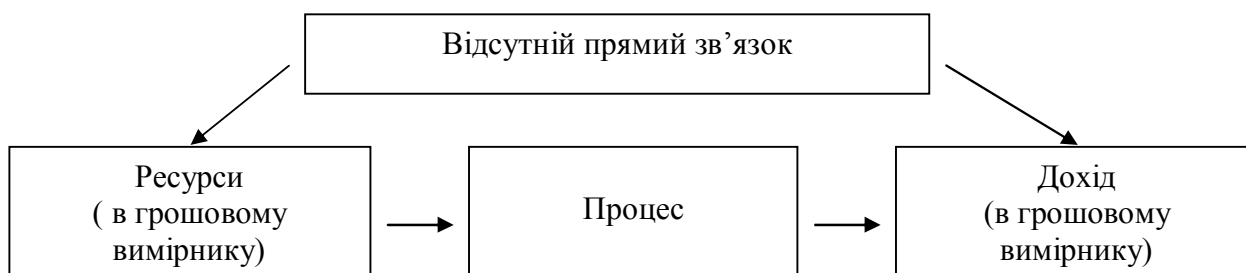 Відсутній прямий зв’язок
Ресурси
( в грошовому
вимірнику)
Процес
Дохід
(в грошовому
вимірнику)